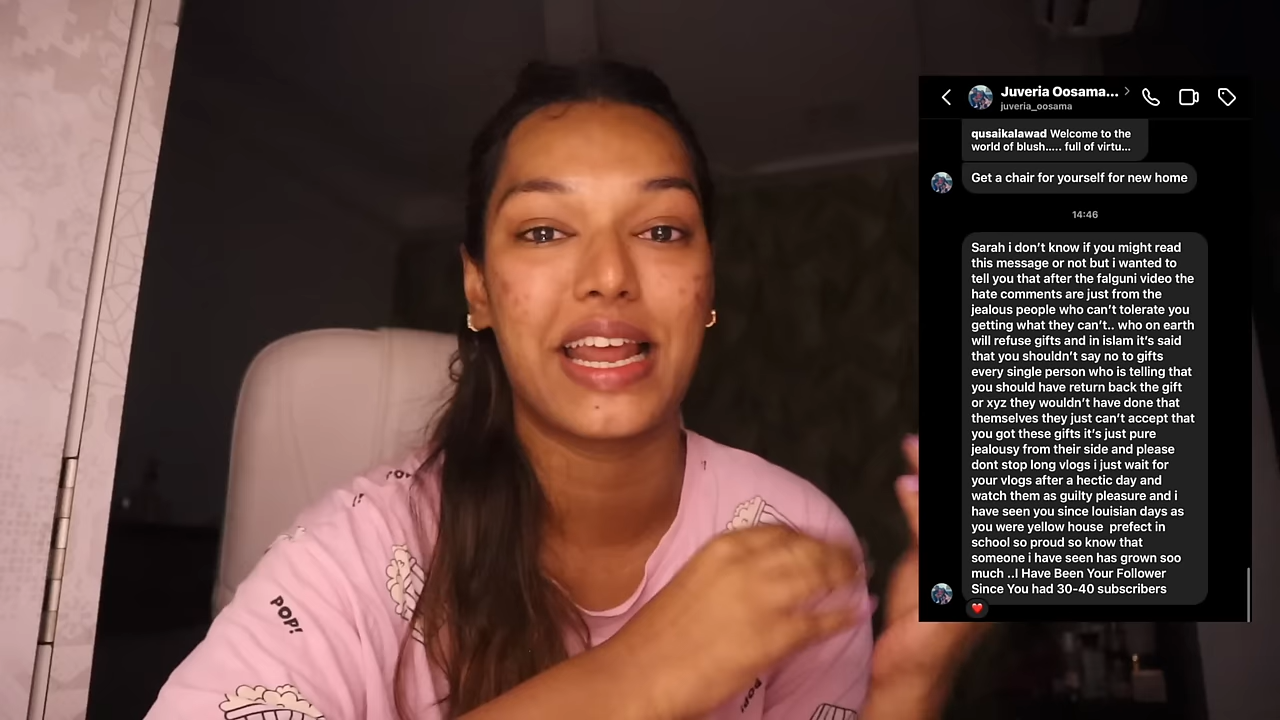 Juveria Oosama...
juveria_oosama
qusaikalawad Welcome to the
world of blush..... full of virtu...
Get a chair for yourself for new home
14:46
Sarah i don't know if you might read
this message or not but i wanted to
tell you that after the falguni video the
hate comments are just from the
jealous people who can't tolerate you
getting what they can't.. who on earth
will refuse gifts and in islam it's said
that you shouldn't say no to gifts
every single person who is telling that
you should have return back the gift
or xyz they wouldn't have done that
themselves they just can't accept that
you got these gifts it's just pure
jealousy from their side and please
dont stop long vlogs i just wait for
your vlogs after a hectic day and
watch them as guilty pleasure and i
have seen you since louisian days as
you were yellow house prefect in
school so proud so know that
someone i have seen has grown soo
much ..I Have Been Your Follower
Since You had 30-40 subscribers
POP!
POP!